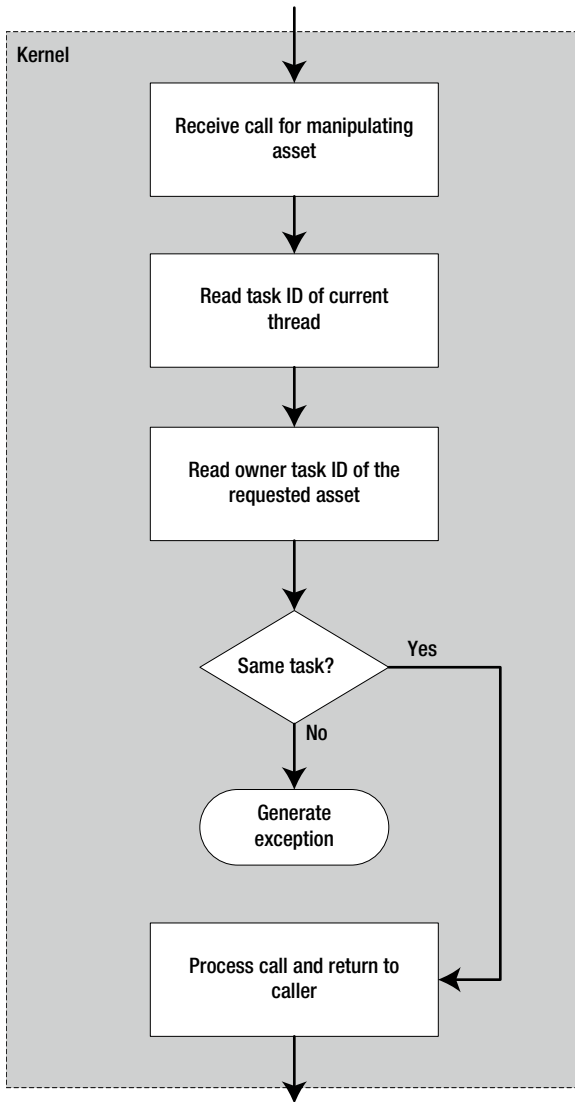 Kernel
Receive call for manipulating
asset
Read task ID of current
thread
Read owner task ID of the
requested asset
Same task?
Yes
No
Generate
exception
Process call and return to
caller